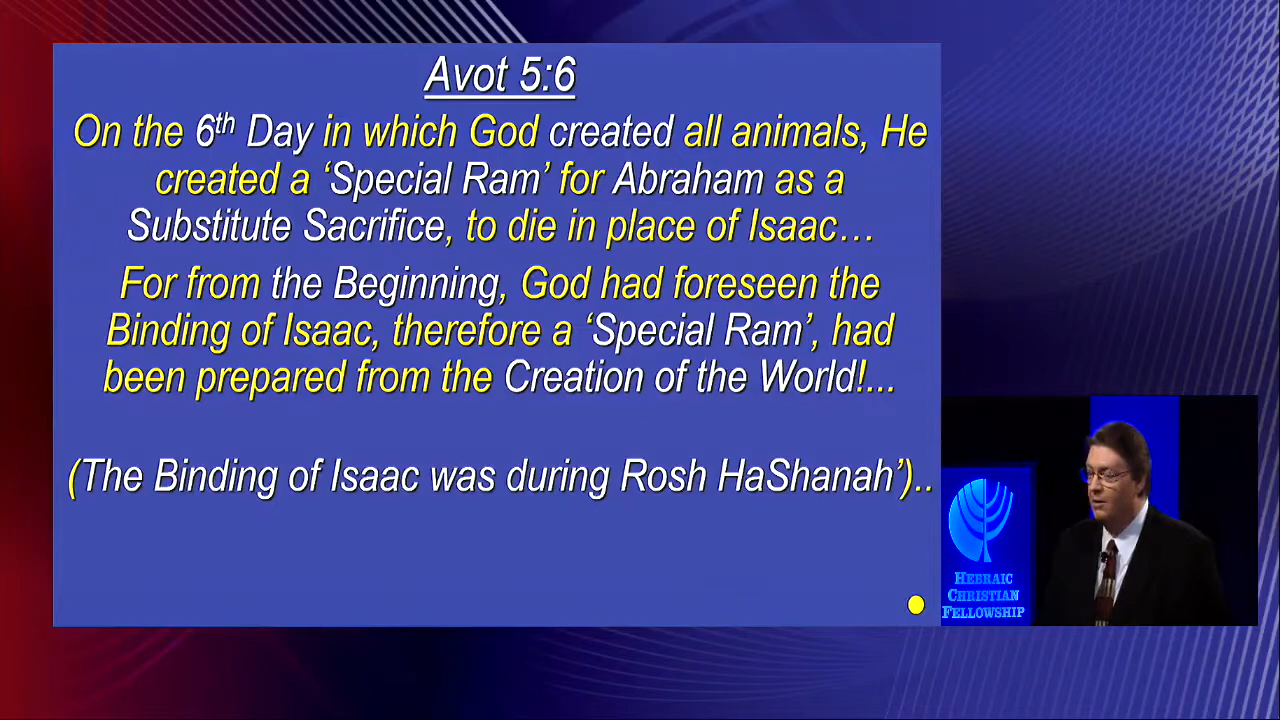 Avot 5:6
On the 6th Day in which God created all animals, He
created a ‘Special Ram’ for Abraham as a
Substitute Sacrifice, to die in place of Isaac…
For from the Beginning, God had foreseen the
Binding of Isaac, therefore a ‘Special Ram’, had
been prepared from the Creation of the World!...
(The Binding of Isaac was during Rosh HaShanah’)..
HEBRAIC
CHRISTIAN
FELLOWSHIP